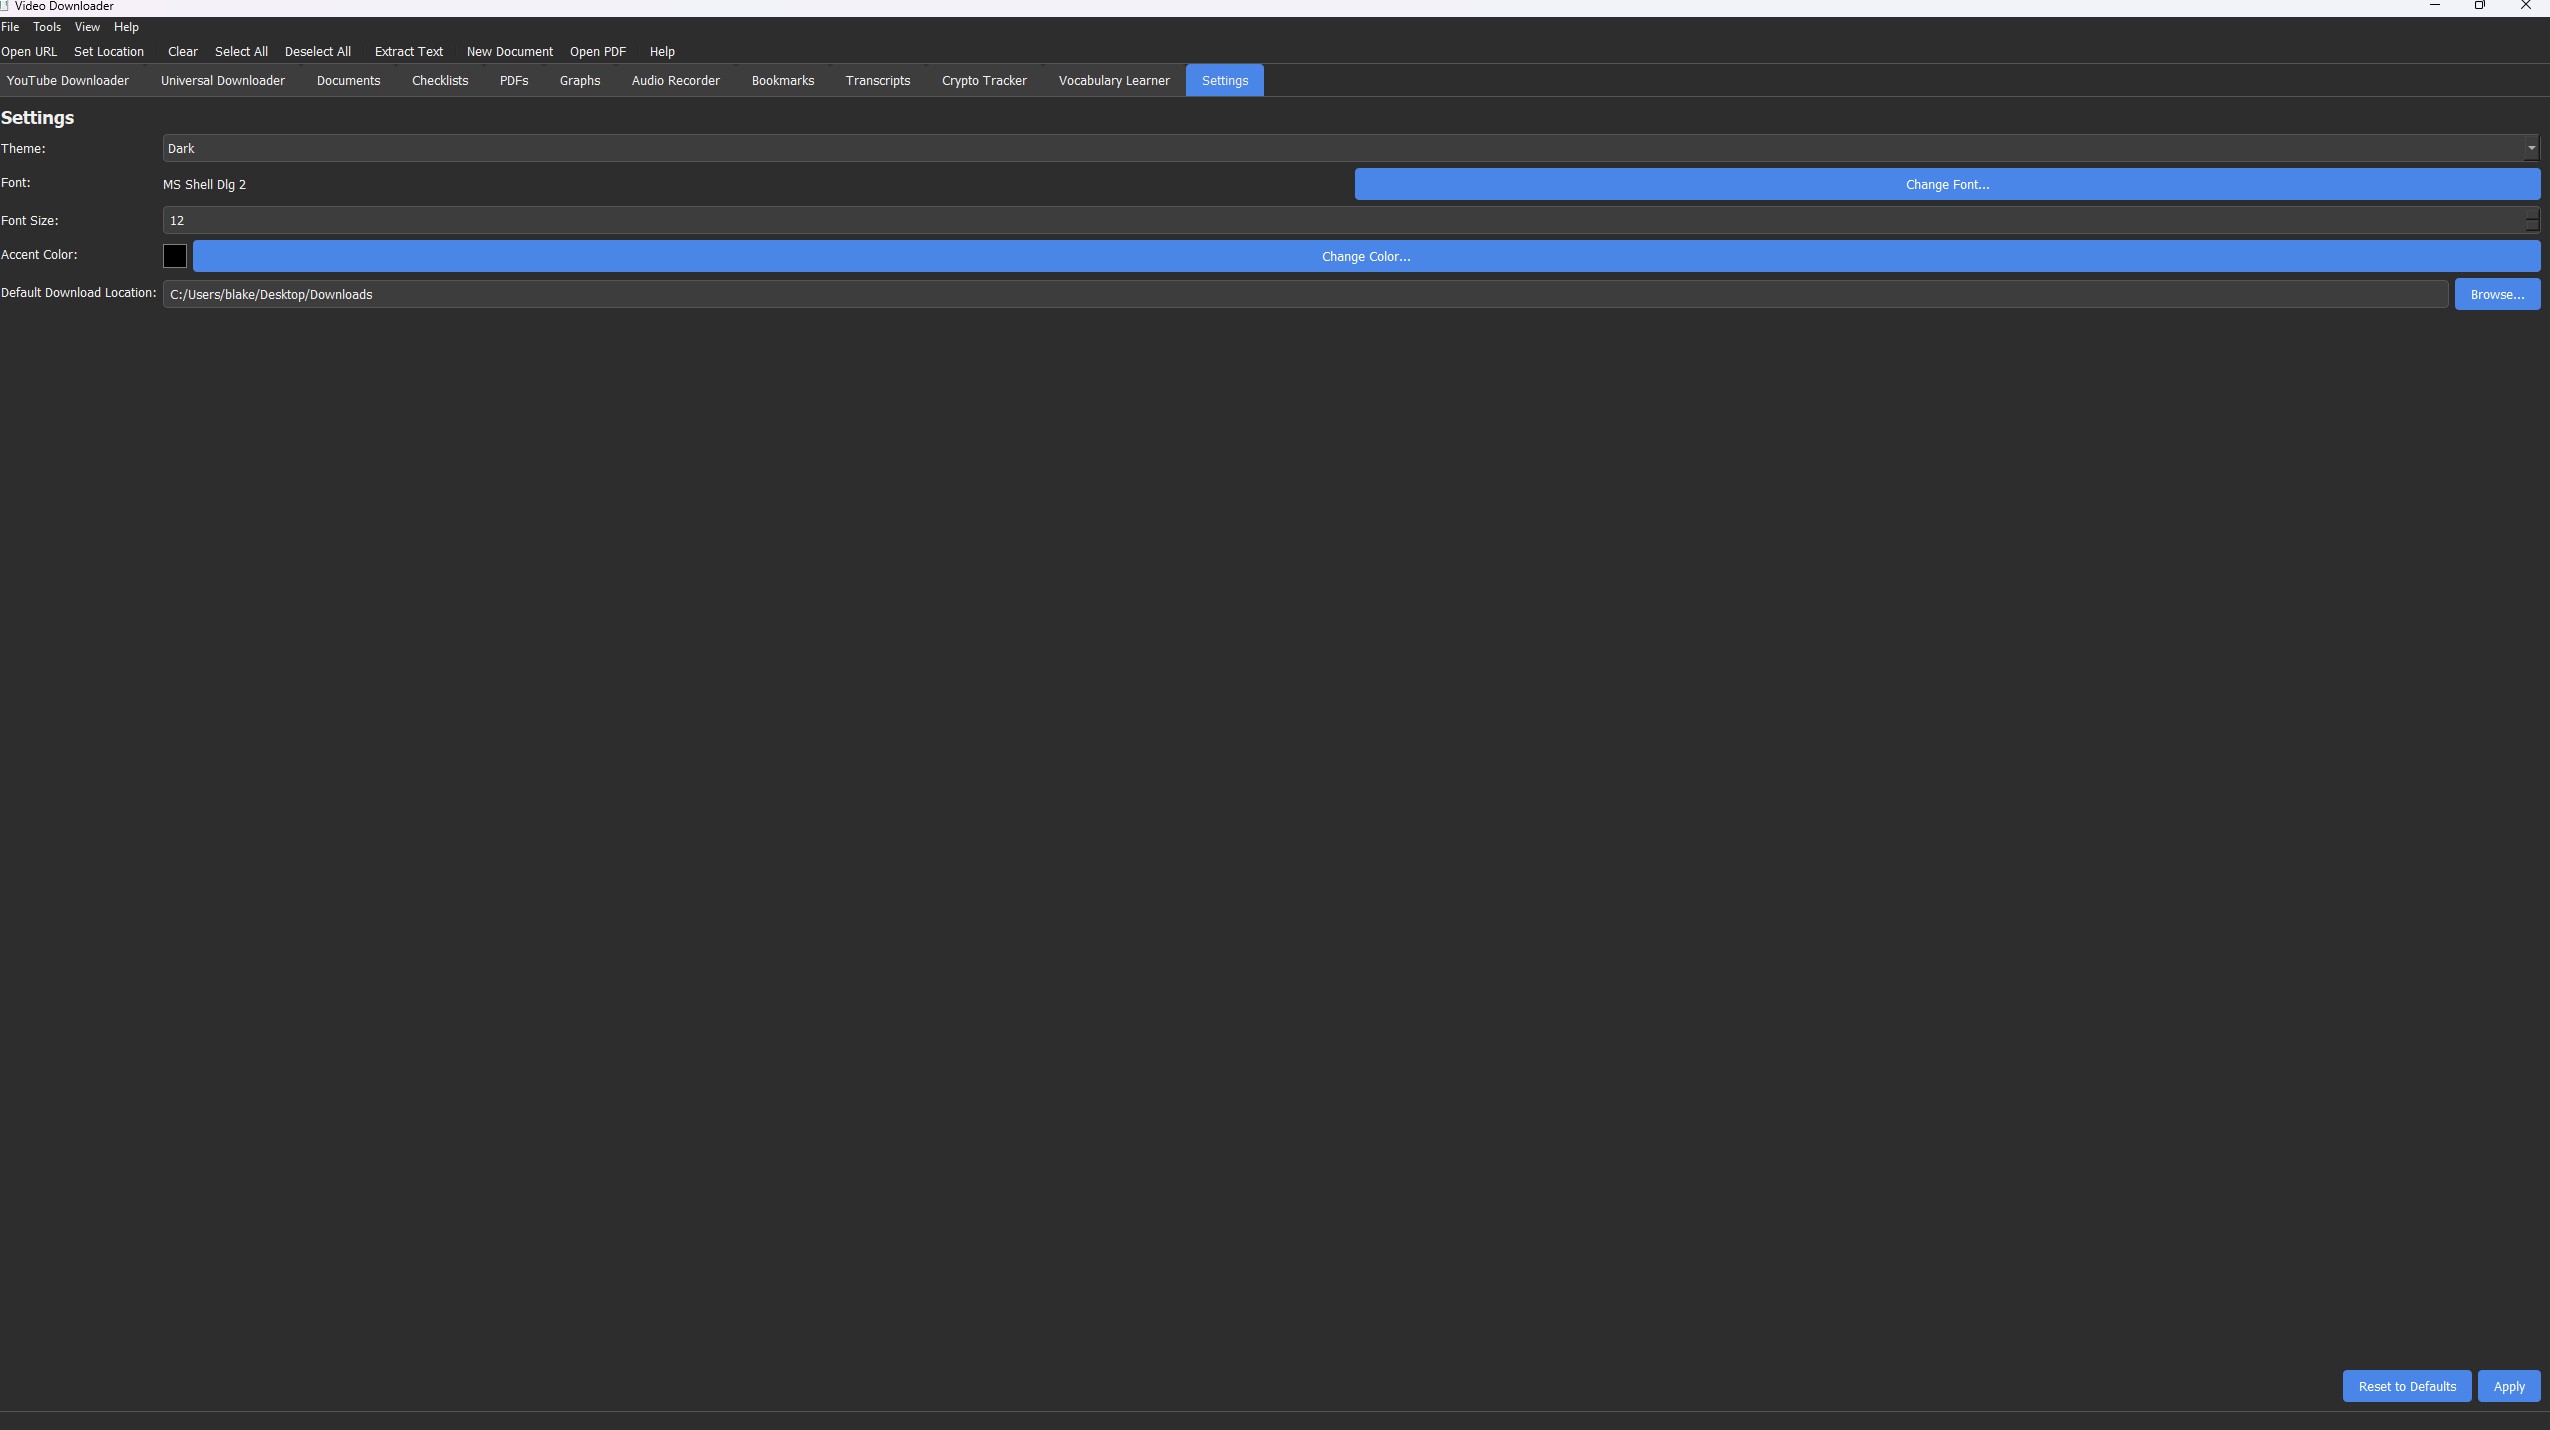 Video Downloader
File Tools View Help
Open URL Set Location Clear Select All Deselect All Extract Text New Document Open PDF Help
YouTube Downloader Universal Downloader Documents Checklists PDFs Graphs Audio Recorder Bookmarks Transcripts Crypto Tracker Vocabulary Learner Settings
Settings
Theme: Dark
Font: MS Shell Dlg 2 Change Font...
Font Size: 12
Accent Color: Change Color...
Default Download Location: C:/Users/blake/Desktop/Downloads Browse...
Reset to Defaults Apply